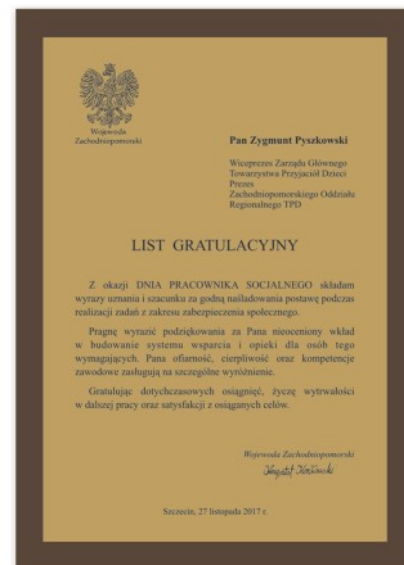 Wojewoda
Zachodniopomorski
Pan Zygmunt Pyszkowski
Wiceprezes Zarządu Głównego
Towarzystwa Przyjaciół Dzieci
Prezes
Zachodniopomorskiego Oddziału
Regionalnego TPD
LIST GRATULACYJNY
Z okazji DNIA PRACOWNIKA SOCJALNEGO składam
wyrazy uznania i szacunku za godną naśladowania postawę podczas
realizacji zadań z zakresu zabezpieczenia społecznego.
Pragnę wyrazić podziękowania za Pana nieoceniony wkład
w budowanie systemu wsparcia i opieki dla osób tego
wymagających. Pana ofiarność, cierpliwość oraz kompetencje
zawodowe zasługują na szczególne wyróżnienie.
Gratulując dotychczasowych osiągnięć, życzę wytrwałości
w dalszej pracy oraz satysfakcji z osiąganych celów.
Wojewoda Zachodniopomorski
Szczecin, 27 listopada 2017 r.